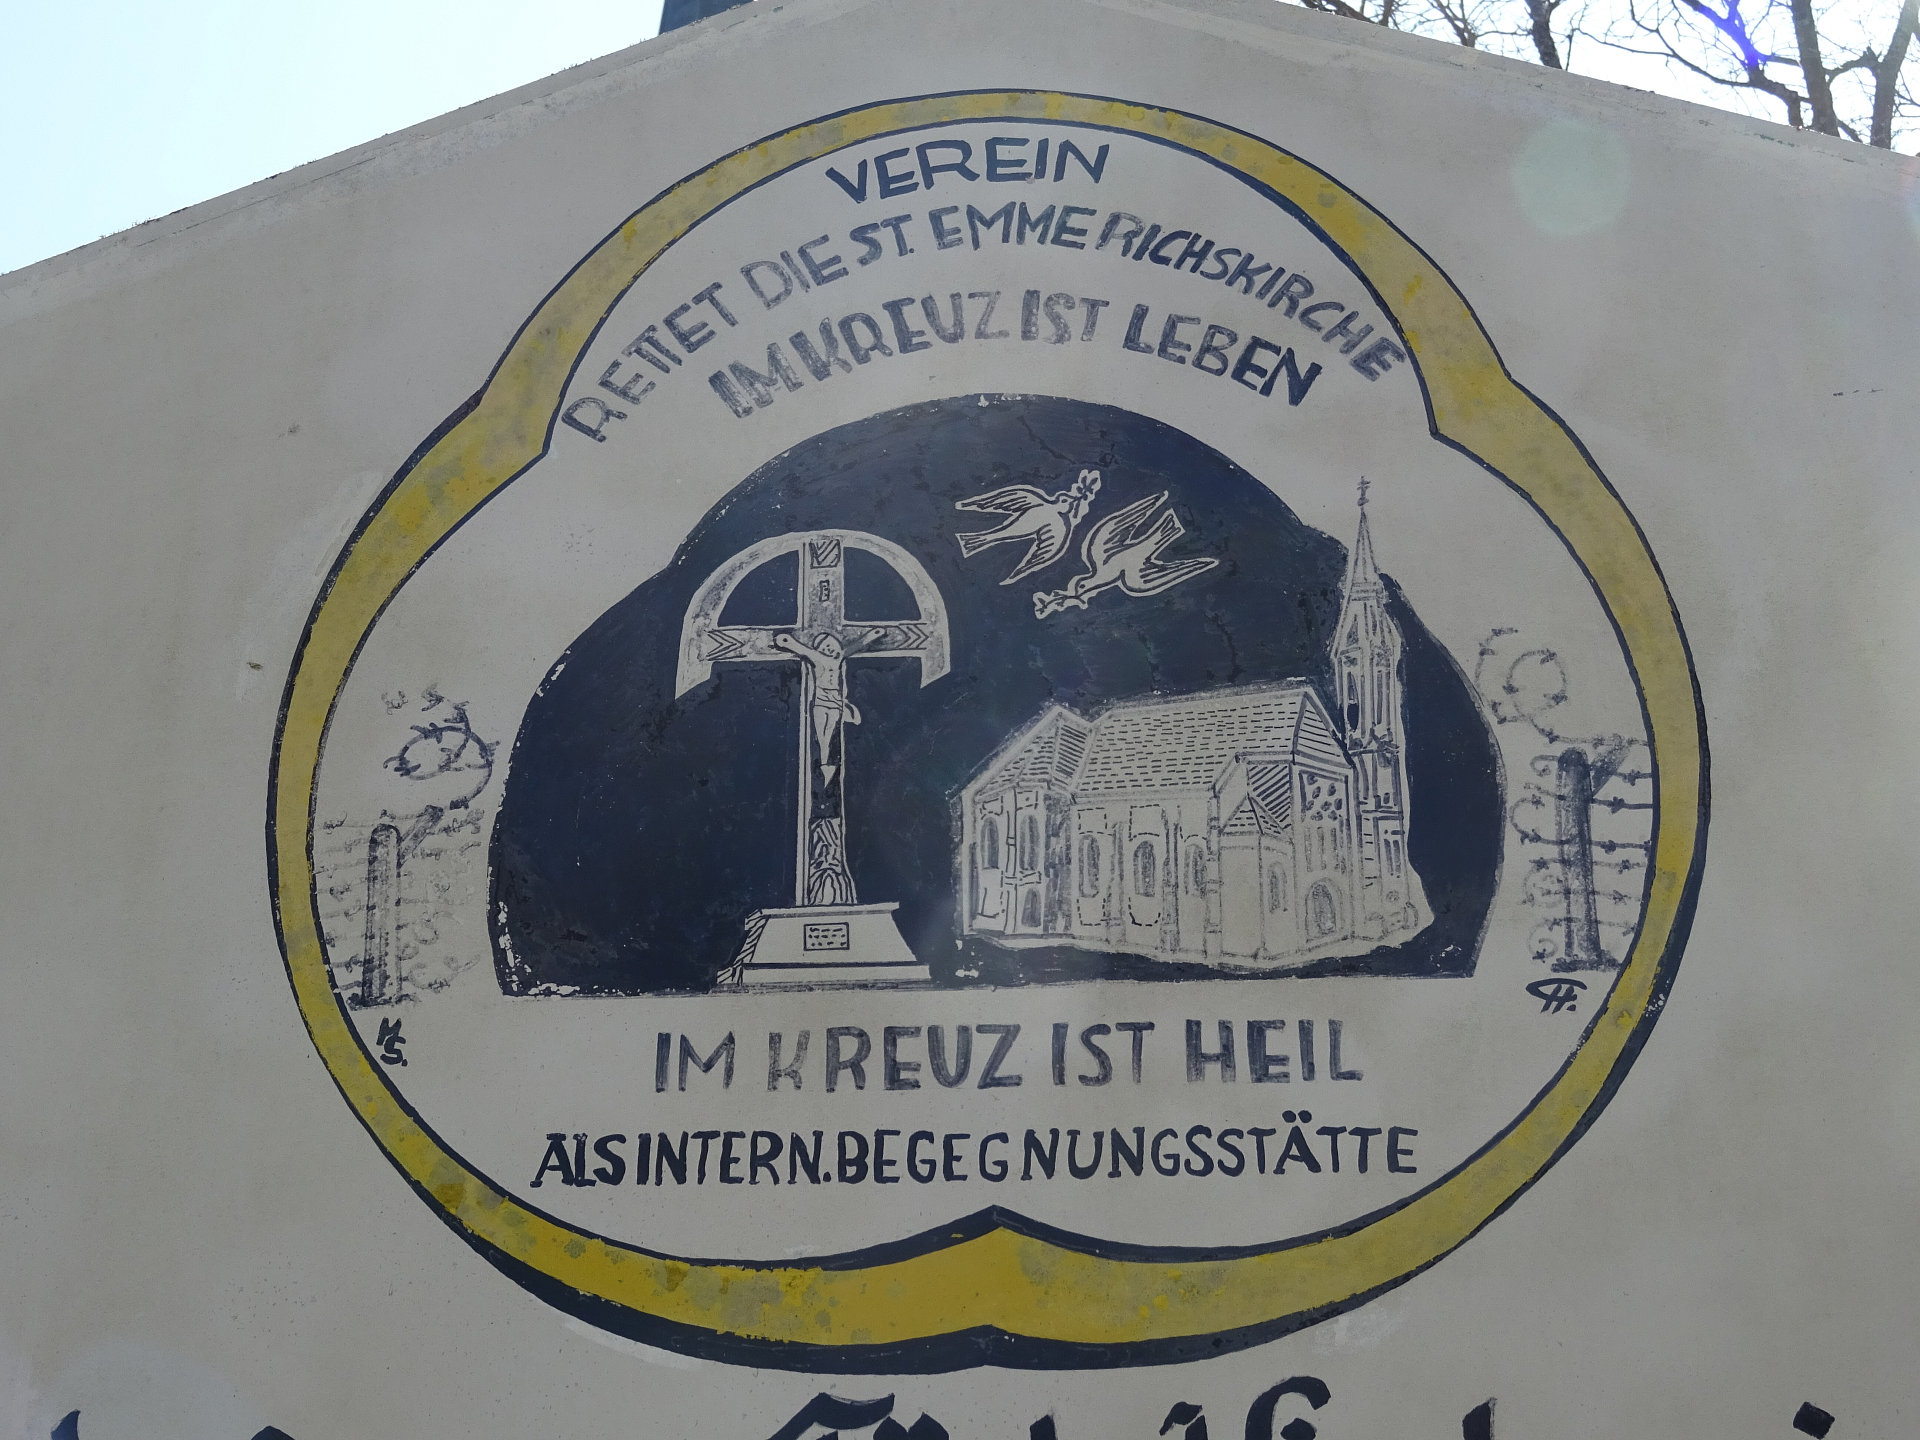 VEREIN
RETTET DIE ST. EMMERICHSKIRCHE
IM KREUZ IST LEBEN
H.S.
IM KREUZ IST HEIL
ALS INTERN. BEGEGNUNGSSTÄTTE